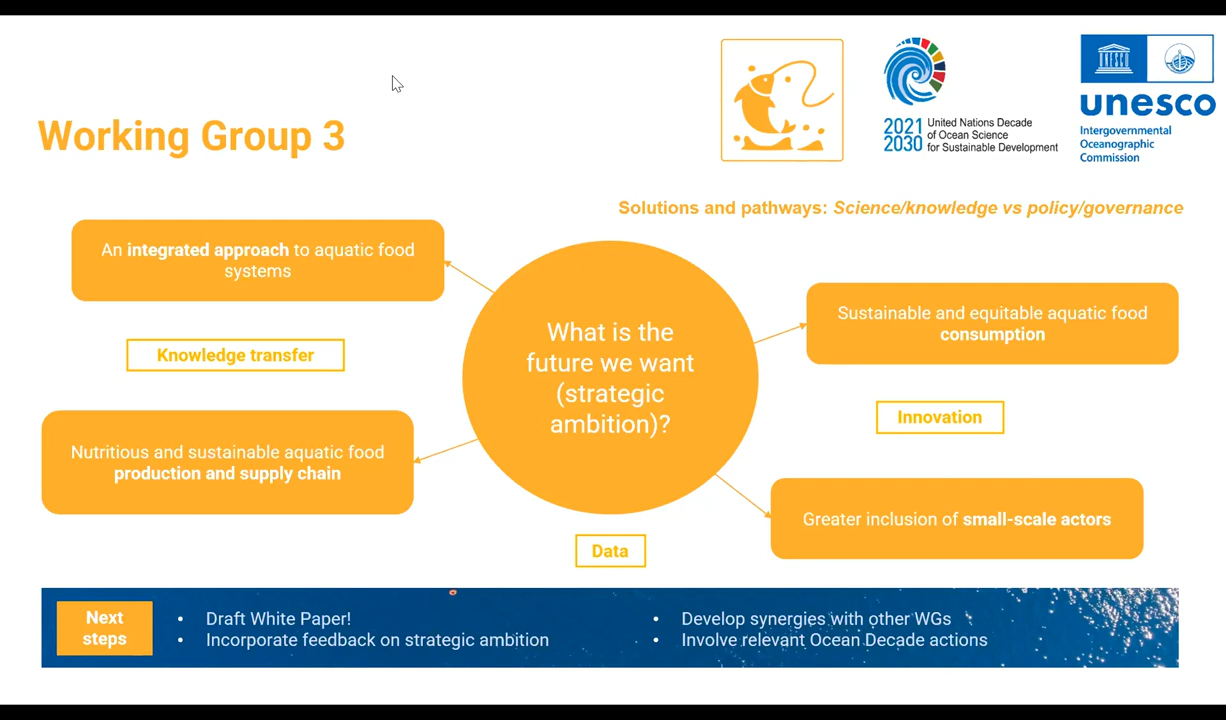 Working Group 3
2021
2030
United Nations Decade
of Ocean Science
for Sustainable Development
unesco
Intergovernmental
Oceanographic
Commission
Solutions and pathways: Science/knowledge vs policy/governance
An integrated approach to aquatic food
systems
Knowledge transfer
Nutritious and sustainable aquatic food
production and supply chain
What is the
future we want
(strategic
ambition)?
Data
Sustainable and equitable aquatic food
consumption
Innovation
Greater inclusion of small-scale actors
Next
steps
• Draft White Paper!
• Incorporate feedback on strategic ambition
• Develop synergies with other WGs
• Involve relevant Ocean Decade actions